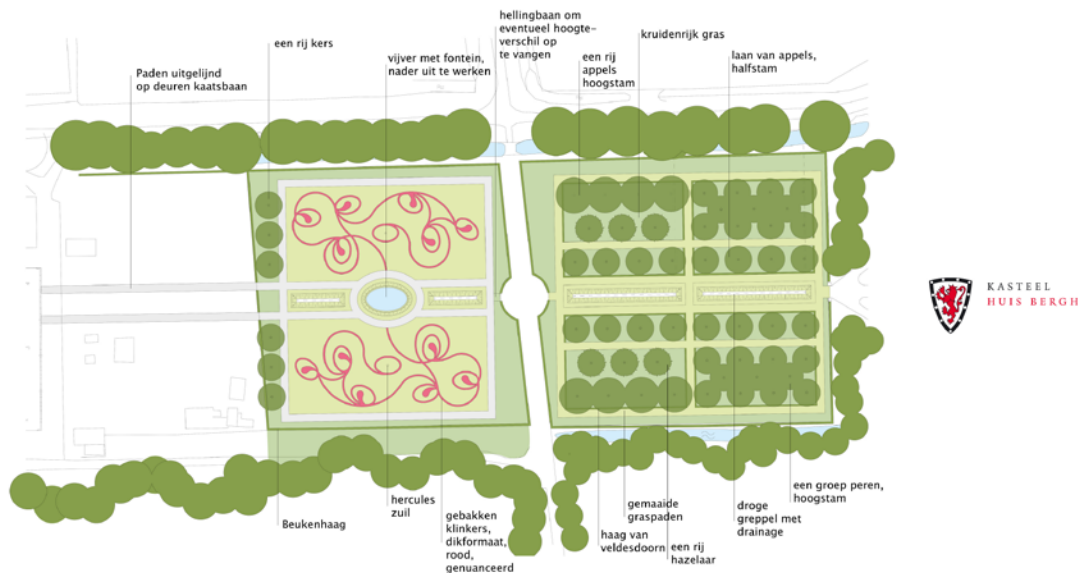 een rij kers
Paden uitgelijnd
op deuren kaatsbaan
vijver met fontein,
nader uit te werken
hellingbaan om
eventueel hoogte-
verschil op
te vangen
een rij
appels
hoogstam
kruidenrijk gras
laan van appels,
halfstam
KASTEEL
HUIS BERGH
Beukenhaag
hercules
zuil
gebakken
klinkers,
dikformaat,
rood,
genuanceerd
haag van
veldesdoorn
gemaaide
graspaden
een rij
hazelaar
droge
greppel met
drainage
een groep peren,
hoogstam